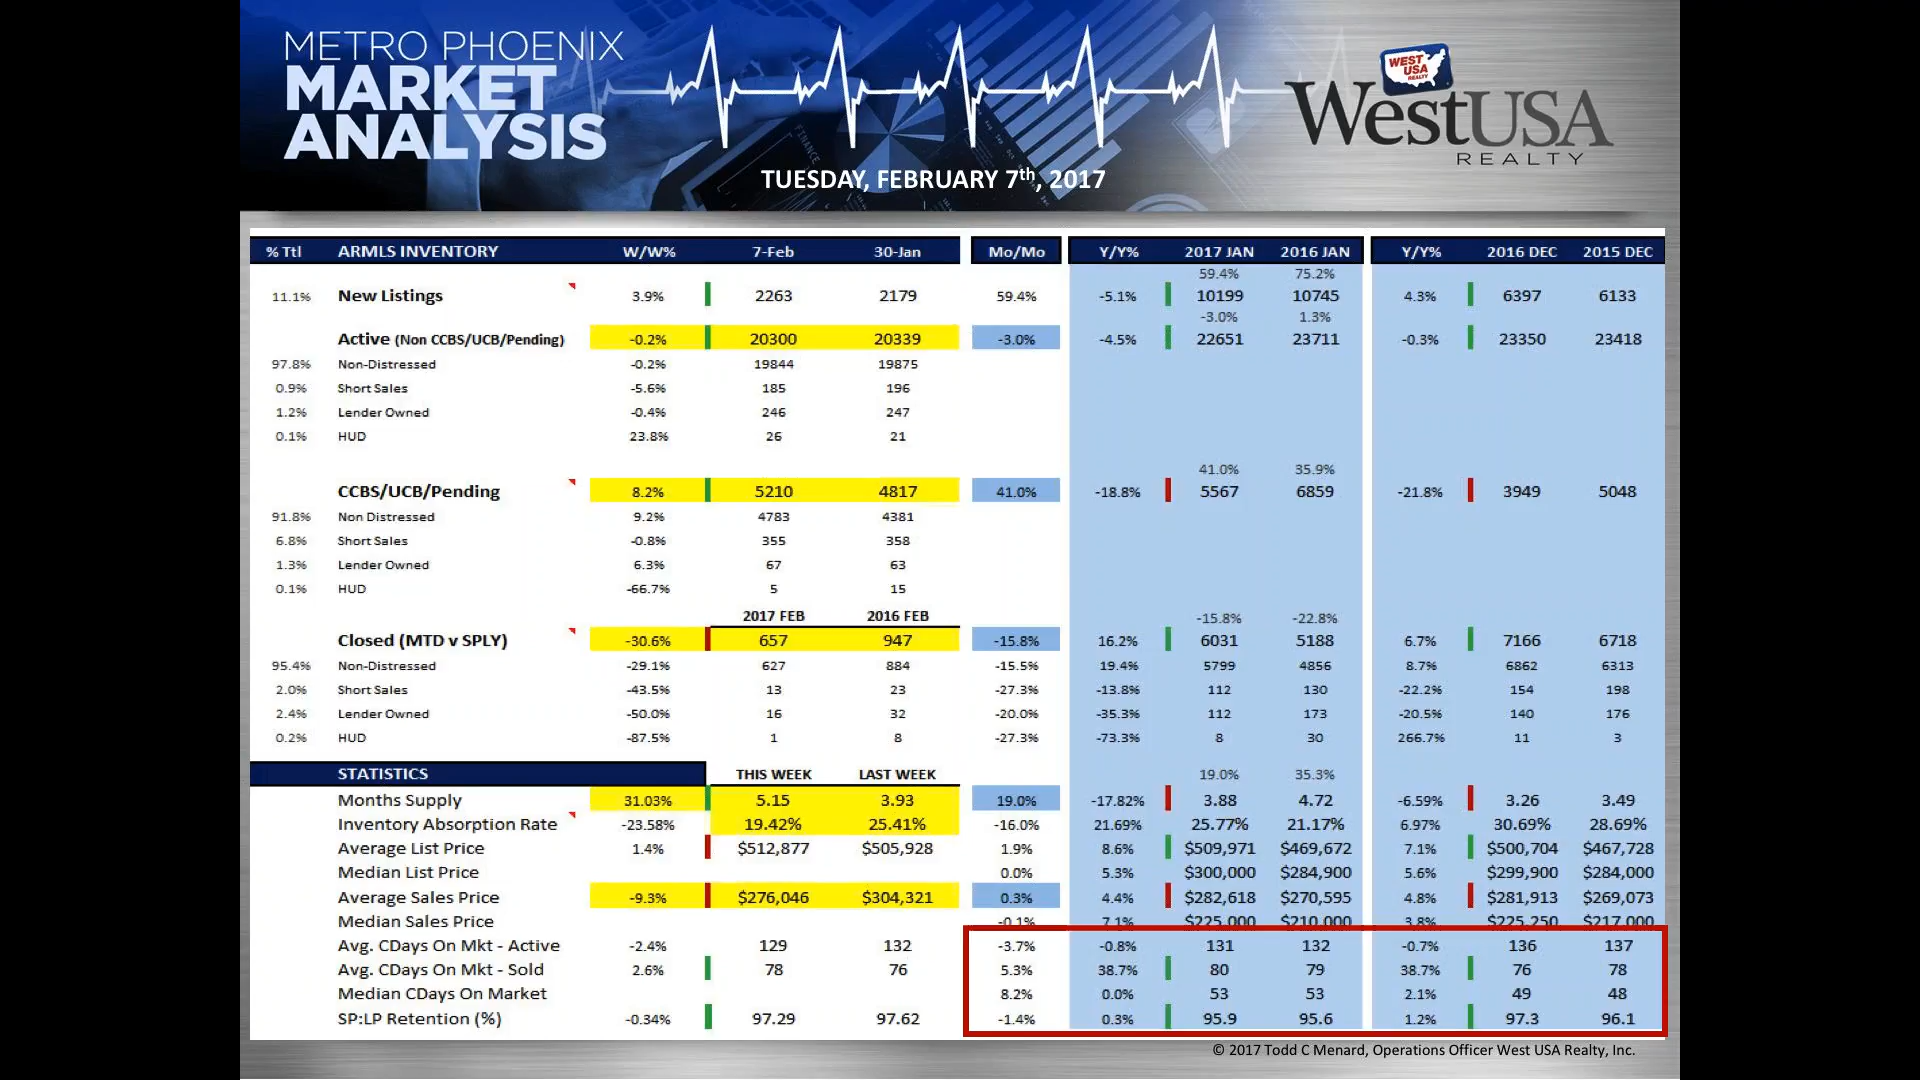 METRO PHOENIX
MARKET
ANALYSIS
WEST
USA
REALTY
WestUSA
REALTY
FINANCE
TUESDAY, FEBRUARY 7th, 2017
% Ttl ARMLS INVENTORY W/W% 7-Feb 30-Jan Mo/Mo Y/Y% 2017 JAN 2016 JAN Y/Y% 2016 DEC 2015 DEC
59.4% 75.2%
11.1% New Listings 3.9% 2263 2179 59.4% -5.1% 10199 10745 4.3% 6397 6133
-3.0% 1.3%
Active (Non CCBS/UCB/Pending) -0.2% 20300 20339 -3.0% -4.5% 22651 23711 -0.3% 23350 23418
97.8% Non-Distressed -0.2% 19844 19875
0.9% Short Sales -5.6% 185 196
1.2% Lender Owned -0.4% 246 247
0.1% HUD 23.8% 26 21
41.0% 35.9%
CCBS/UCB/Pending 8.2% 5210 4817 41.0% -18.8% 5567 6859 -21.8% 3949 5048
91.8% Non Distressed 9.2% 4783 4381
6.8% Short Sales -0.8% 355 358
1.3% Lender Owned 6.3% 67 63
0.1% HUD -66.7% 5 15
2017 FEB 2016 FEB -15.8% -22.8%
Closed (MTD v SPLY) -30.6% 657 947 -15.8% 16.2% 6031 5188 6.7% 7166 6718
95.4% Non-Distressed -29.1% 627 884 -15.5% 19.4% 5799 4856 8.7% 6862 6313
2.0% Short Sales -43.5% 13 23 -27.3% -13.8% 112 130 -22.2% 154 198
2.4% Lender Owned -50.0% 16 32 -20.0% -35.3% 112 173 -20.5% 140 176
0.2% HUD -87.5% 1 8 -27.3% -73.3% 8 30 266.7% 11 3
STATISTICS THIS WEEK LAST WEEK 19.0% 35.3%
Months Supply 31.03% 5.15 3.93 19.0% -17.82% 3.88 4.72 -6.59% 3.26 3.49
Inventory Absorption Rate -23.58% 19.42% 25.41% -16.0% 21.69% 25.77% 21.17% 6.97% 30.69% 28.69%
Average List Price 1.4% $512,877 $505,928 1.9% 8.6% $509,971 $469,672 7.1% $500,704 $467,728
Median List Price 0.0% 5.3% $300,000 $284,900 5.6% $299,900 $284,000
Average Sales Price -9.3% $276,046 $304,321 0.3% 4.4% $282,618 $270,595 4.8% $281,913 $269,073
Median Sales Price -0.1% 7.1% $225,000 $210,000 3.8% $225,250 $217,000
Avg. CDays On Mkt - Active -2.4% 129 132 -3.7% -0.8% 131 132 -0.7% 136 137
Avg. CDays On Mkt - Sold 2.6% 78 76 5.3% 38.7% 80 79 38.7% 76 78
Median CDays On Market 8.2% 0.0% 53 53 2.1% 49 48
SP:LP Retention (%) -0.34% 97.29 97.62 -1.4% 0.3% 95.9 95.6 1.2% 97.3 96.1
© 2017 Todd C Menard, Operations Officer West USA Realty, Inc.